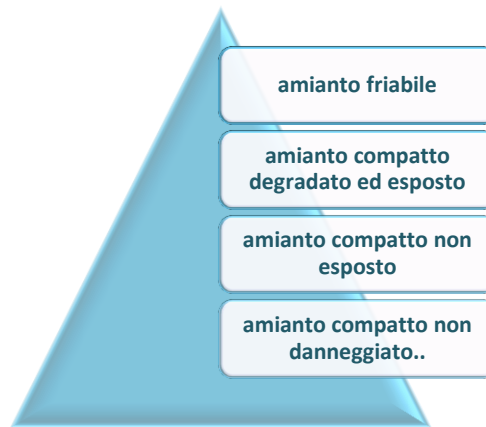 amianto friabile
amianto compatto
degradato ed esposto
amianto compatto non
esposto
amianto compatto non
danneggiato..